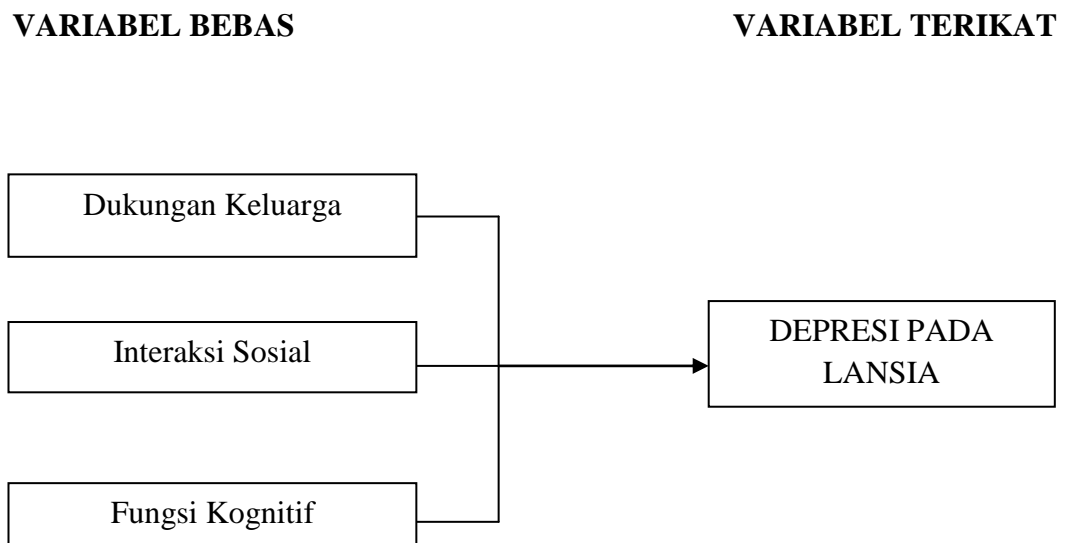 VARIABEL BEBAS
VARIABEL TERIKAT
Dukungan Keluarga
Interaksi Sosial
DEPRESI PADA
LANSIA
Fungsi Kognitif